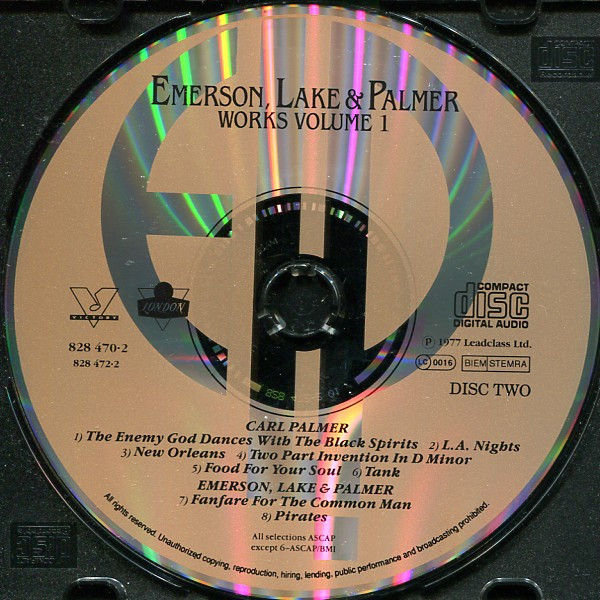 EMERSON, LAKE & PALMER
WORKS VOLUME 1
VICTORY
LONDON
828 470·2
828 472·2
COMPACT
disc
DIGITAL AUDIO
Ⓟ 1977 Leadclass Ltd.
LC 0016 BIEM STEMRA
DISC TWO
CARL PALMER
1) The Enemy God Dances With The Black Spirits 2) L.A. Nights
3) New Orleans 4) Two Part Invention In D Minor
5) Food For Your Soul 6) Tank
EMERSON, LAKE & PALMER
7) Fanfare For The Common Man
8) Pirates
All selections ASCAP
except 6–ASCAP/BMI
All rights reserved. Unauthorized copying, reproduction, hiring, lending, public performance and broadcasting prohibited.
disc
disc